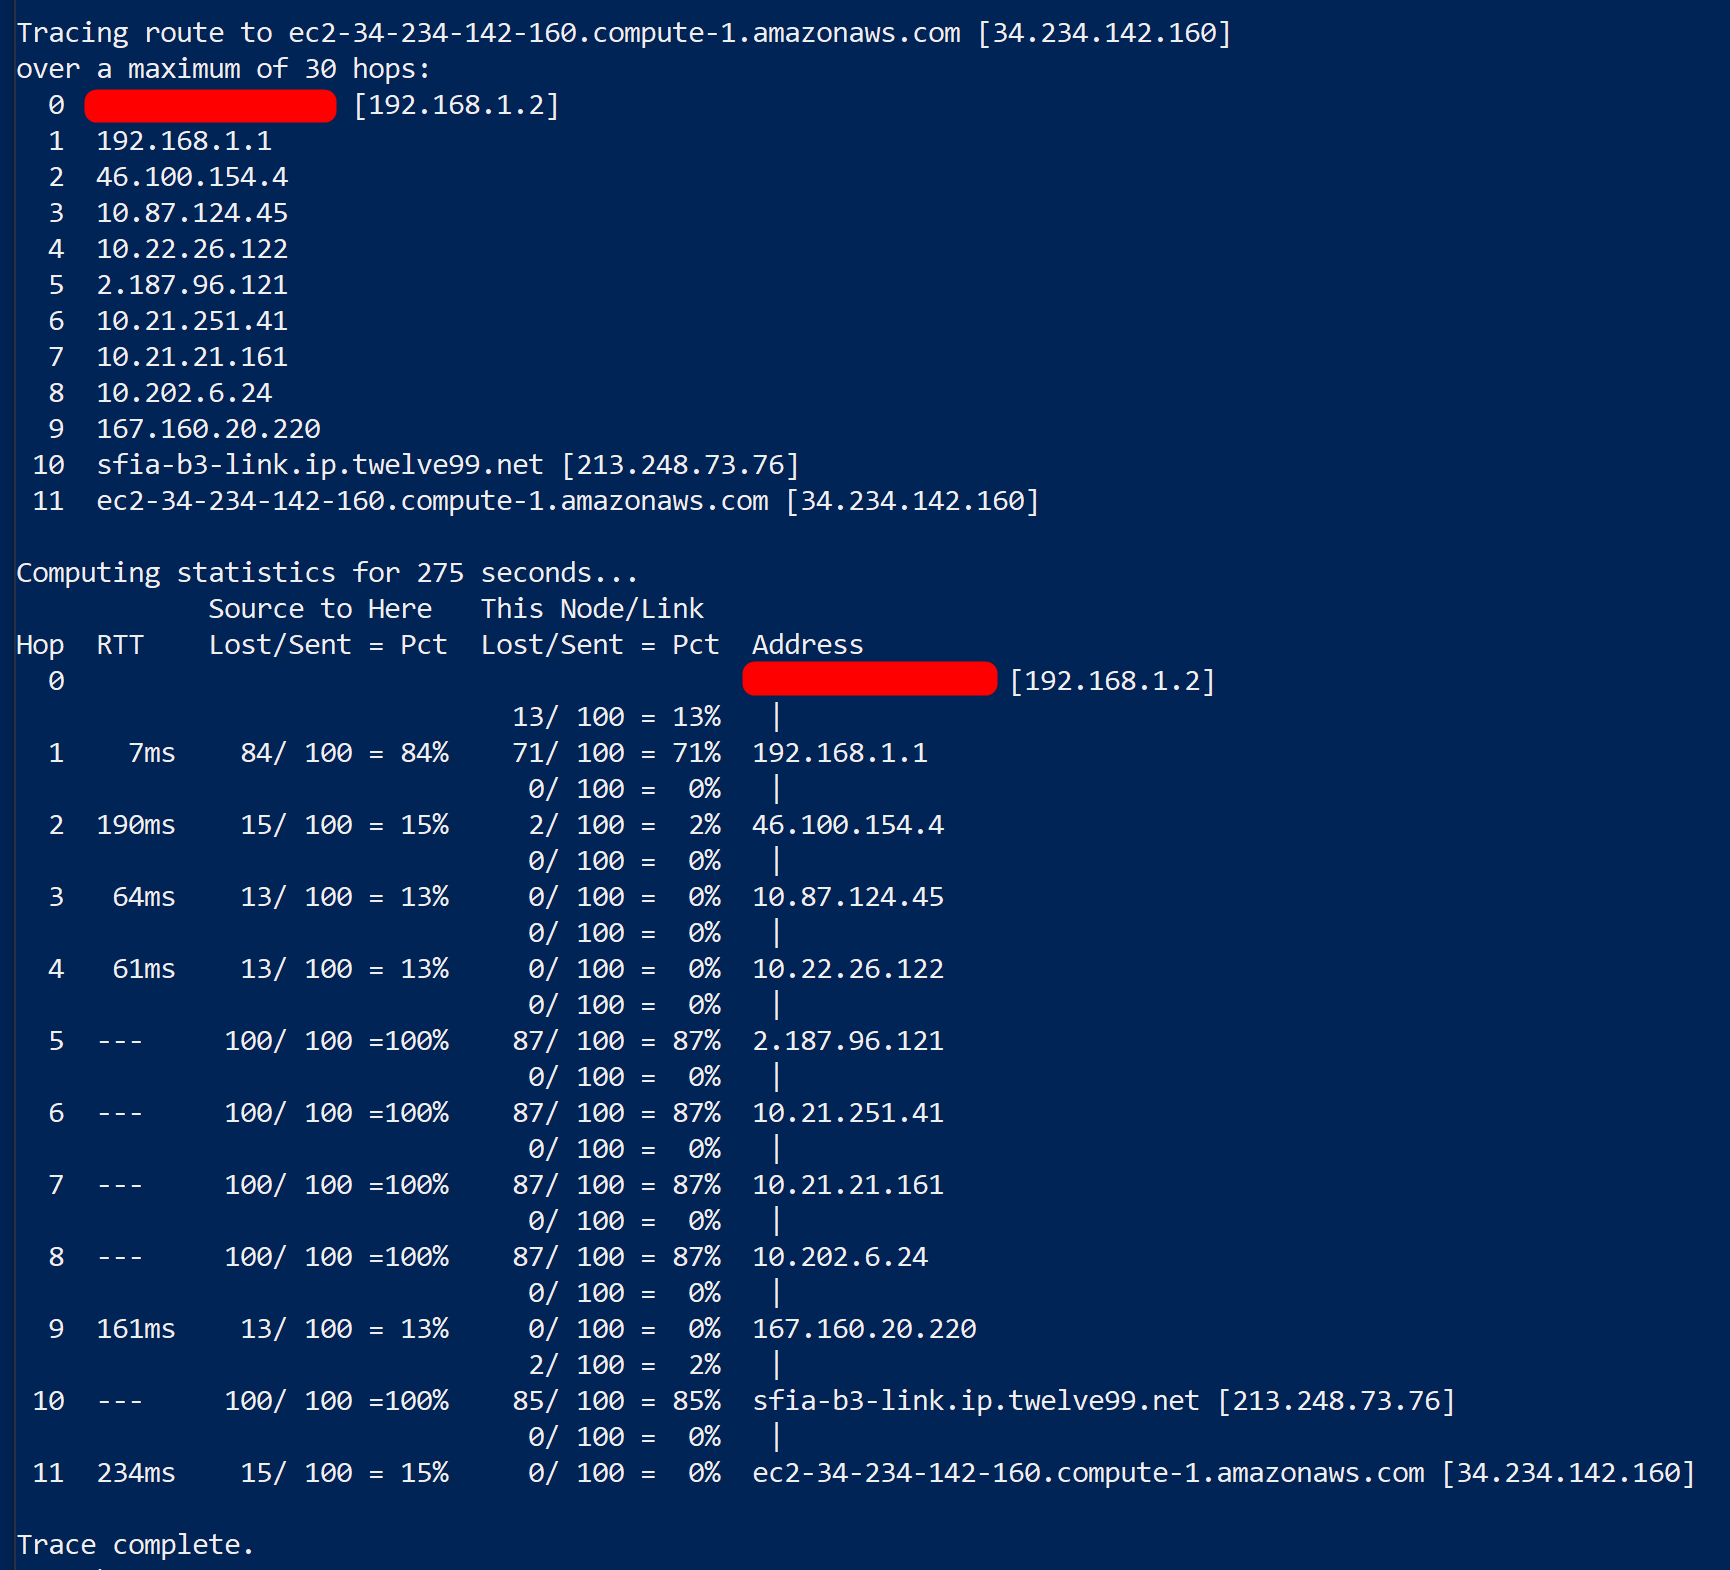 Tracing route to ec2-34-234-142-160.compute-1.amazonaws.com [34.234.142.160]
over a maximum of 30 hops:
  0                   [192.168.1.2]
  1  192.168.1.1
  2  46.100.154.4
  3  10.87.124.45
  4  10.22.26.122
  5  2.187.96.121
  6  10.21.251.41
  7  10.21.21.161
  8  10.202.6.24
  9  167.160.20.220
 10  sfia-b3-link.ip.twelve99.net [213.248.73.76]
 11  ec2-34-234-142-160.compute-1.amazonaws.com [34.234.142.160]

Computing statistics for 275 seconds...
            Source to Here   This Node/Link
Hop  RTT    Lost/Sent = Pct  Lost/Sent = Pct  Address
  0                                                             [192.168.1.2]
                               13/ 100 = 13%   |
  1    7ms    84/ 100 = 84%    71/ 100 = 71%  192.168.1.1
                                0/ 100 =  0%   |
  2  190ms    15/ 100 = 15%     2/ 100 =  2%  46.100.154.4
                                0/ 100 =  0%   |
  3   64ms    13/ 100 = 13%     0/ 100 =  0%  10.87.124.45
                                0/ 100 =  0%   |
  4   61ms    13/ 100 = 13%     0/ 100 =  0%  10.22.26.122
                                0/ 100 =  0%   |
  5  ---     100/ 100 =100%    87/ 100 = 87%  2.187.96.121
                                0/ 100 =  0%   |
  6  ---     100/ 100 =100%    87/ 100 = 87%  10.21.251.41
                                0/ 100 =  0%   |
  7  ---     100/ 100 =100%    87/ 100 = 87%  10.21.21.161
                                0/ 100 =  0%   |
  8  ---     100/ 100 =100%    87/ 100 = 87%  10.202.6.24
                                0/ 100 =  0%   |
  9  161ms    13/ 100 = 13%     0/ 100 =  0%  167.160.20.220
                                2/ 100 =  2%   |
 10  ---     100/ 100 =100%    85/ 100 = 85%  sfia-b3-link.ip.twelve99.net [213.248.73.76]
                                0/ 100 =  0%   |
 11  234ms    15/ 100 = 15%     0/ 100 =  0%  ec2-34-234-142-160.compute-1.amazonaws.com [34.234.142.160]

Trace complete.